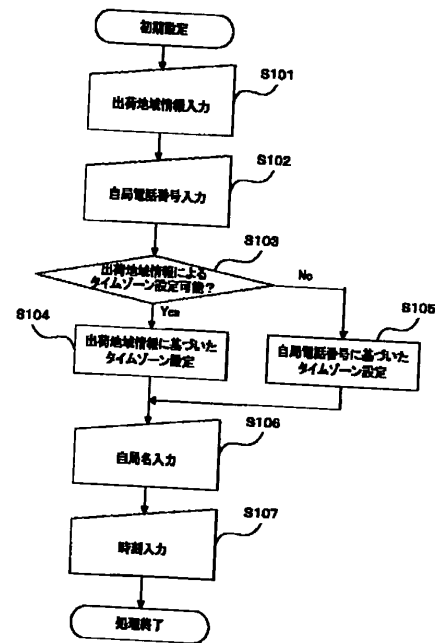 初期設定
S101
出荷地域情報入力
S102
自局電話番号入力
S103
出荷地域情報による
タイムゾーン設定可能?
No
Yes
S104
出荷地域情報に基づいた
タイムゾーン設定
S105
自局電話番号に基づいた
タイムゾーン設定
S106
自局名入力
S107
時刻入力
処理終了